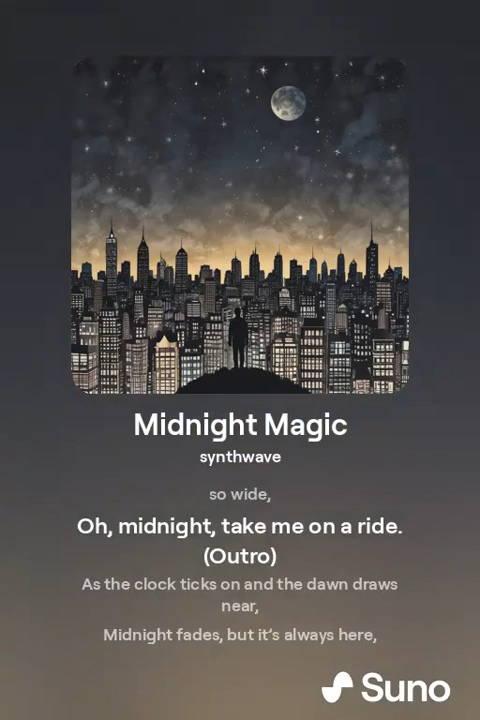 Midnight Magic
synthwave
so wide,
Oh, midnight, take me on a ride.
(Outro)
As the clock ticks on and the dawn draws
near,
Midnight fades, but it's always here,
Suno